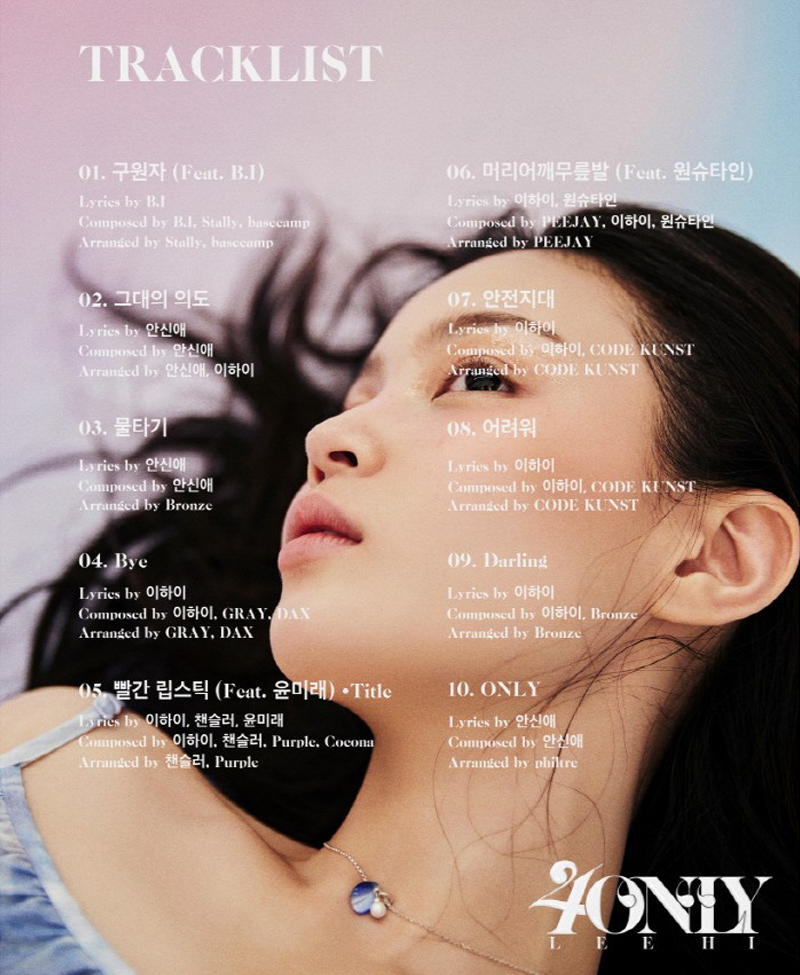 TRACKLIST
01. 구원자 (Feat. B.I)
Lyrics by B.I
Composed by B.I, Stally, basecamp
Arranged by Stally, basecamp
02. 그대의 의도
Lyrics by 안신애
Composed by 안신애
Arranged by 안신애, 이하이
03. 물타기
Lyrics by 안신애
Composed by 안신애
Arranged by Bronze
04. Bye
Lyrics by 이하이
Composed by 이하이, GRAY, DAX
Arranged by GRAY, DAX
05. 빨간 립스틱 (Feat. 윤미래) •Title
Lyrics by 이하이, 챈슬러, 윤미래
Composed by 이하이, 챈슬러, Purple, Cocona
Arranged by 챈슬러, Purple
06. 머리어깨무릎발 (Feat. 원슈타인)
Lyrics by 이하이, 원슈타인
Composed by PEEJAY, 이하이, 원슈타인
Arranged by PEEJAY
07. 안전지대
Lyrics by 이하이
Composed by 이하이, CODE KUNST
Arranged by CODE KUNST
08. 어려워
Lyrics by 이하이
Composed by 이하이, CODE KUNST
Arranged by CODE KUNST
09. Darling
Lyrics by 이하이
Composed by 이하이, Bronze
Arranged by Bronze
10. ONLY
Lyrics by 안신애
Composed by 안신애
Arranged by philtre
4ONLY
LEE HI